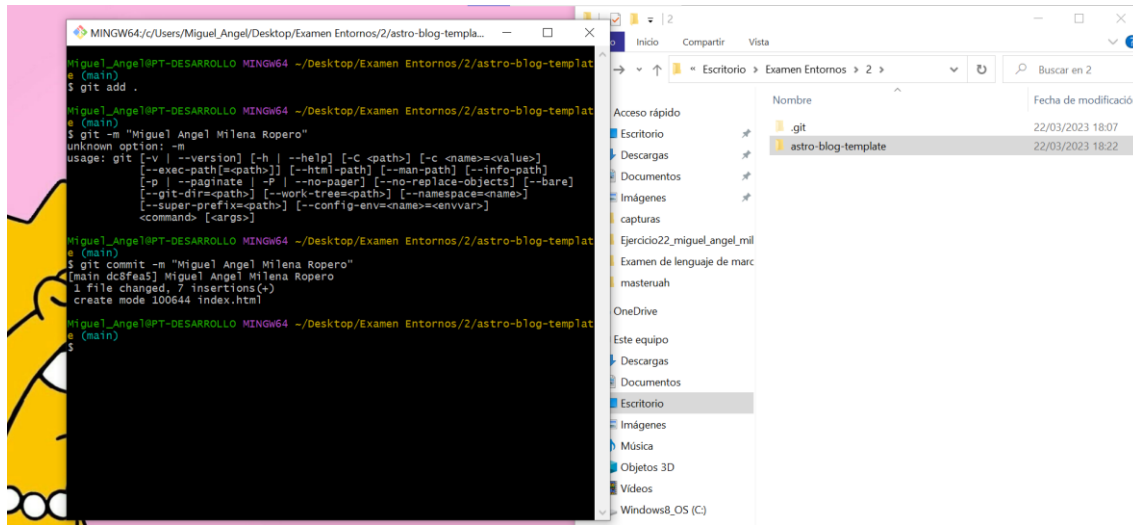 MINGW64:/c/Users/Miguel_Angel/Desktop/Examen Entornos/2/astro-blog-templa...
Miguel_Angel@PT-DESARROLLO MINGW64 ~/Desktop/Examen Entornos/2/astro-blog-templat
e (main)
$ git add .
Miguel_Angel@PT-DESARROLLO MINGW64 ~/Desktop/Examen Entornos/2/astro-blog-templat
e (main)
$ git -m "Miguel Angel Milena Ropero"
unknown option: -m
usage: git [-v | --version] [-h | --help] [-C <path>] [-c <name>=<value>]
[--exec-path[=<path>]] [--html-path] [--man-path] [--info-path]
[-p | --paginate | -P | --no-pager] [--no-replace-objects] [--bare]
[--git-dir=<path>] [--work-tree=<path>] [--namespace=<name>]
[--super-prefix=<path>] [--config-env=<name>=<envvar>]
<command> [<args>]
Miguel_Angel@PT-DESARROLLO MINGW64 ~/Desktop/Examen Entornos/2/astro-blog-templat
e (main)
$ git commit -m "Miguel Angel Milena Ropero"
[main dc8fea5] Miguel Angel Milena Ropero
1 file changed, 7 insertions(+)
create mode 100644 index.html
Miguel_Angel@PT-DESARROLLO MINGW64 ~/Desktop/Examen Entornos/2/astro-blog-templat
e (main)
$
2
o Inicio Compartir Vista
« Escritorio > Examen Entornos > 2 >
Buscar en 2
Nombre Fecha de modificació
.git 22/03/2023 18:07
astro-blog-template 22/03/2023 18:22
Acceso rápido
Escritorio
Descargas
Documentos
Imágenes
capturas
Ejercicio22_miguel_angel_mil
Examen de lenguaje de marc
masteruah
OneDrive
Este equipo
Descargas
Documentos
Escritorio
Imágenes
Música
Objetos 3D
Vídeos
Windows8_OS (C:)